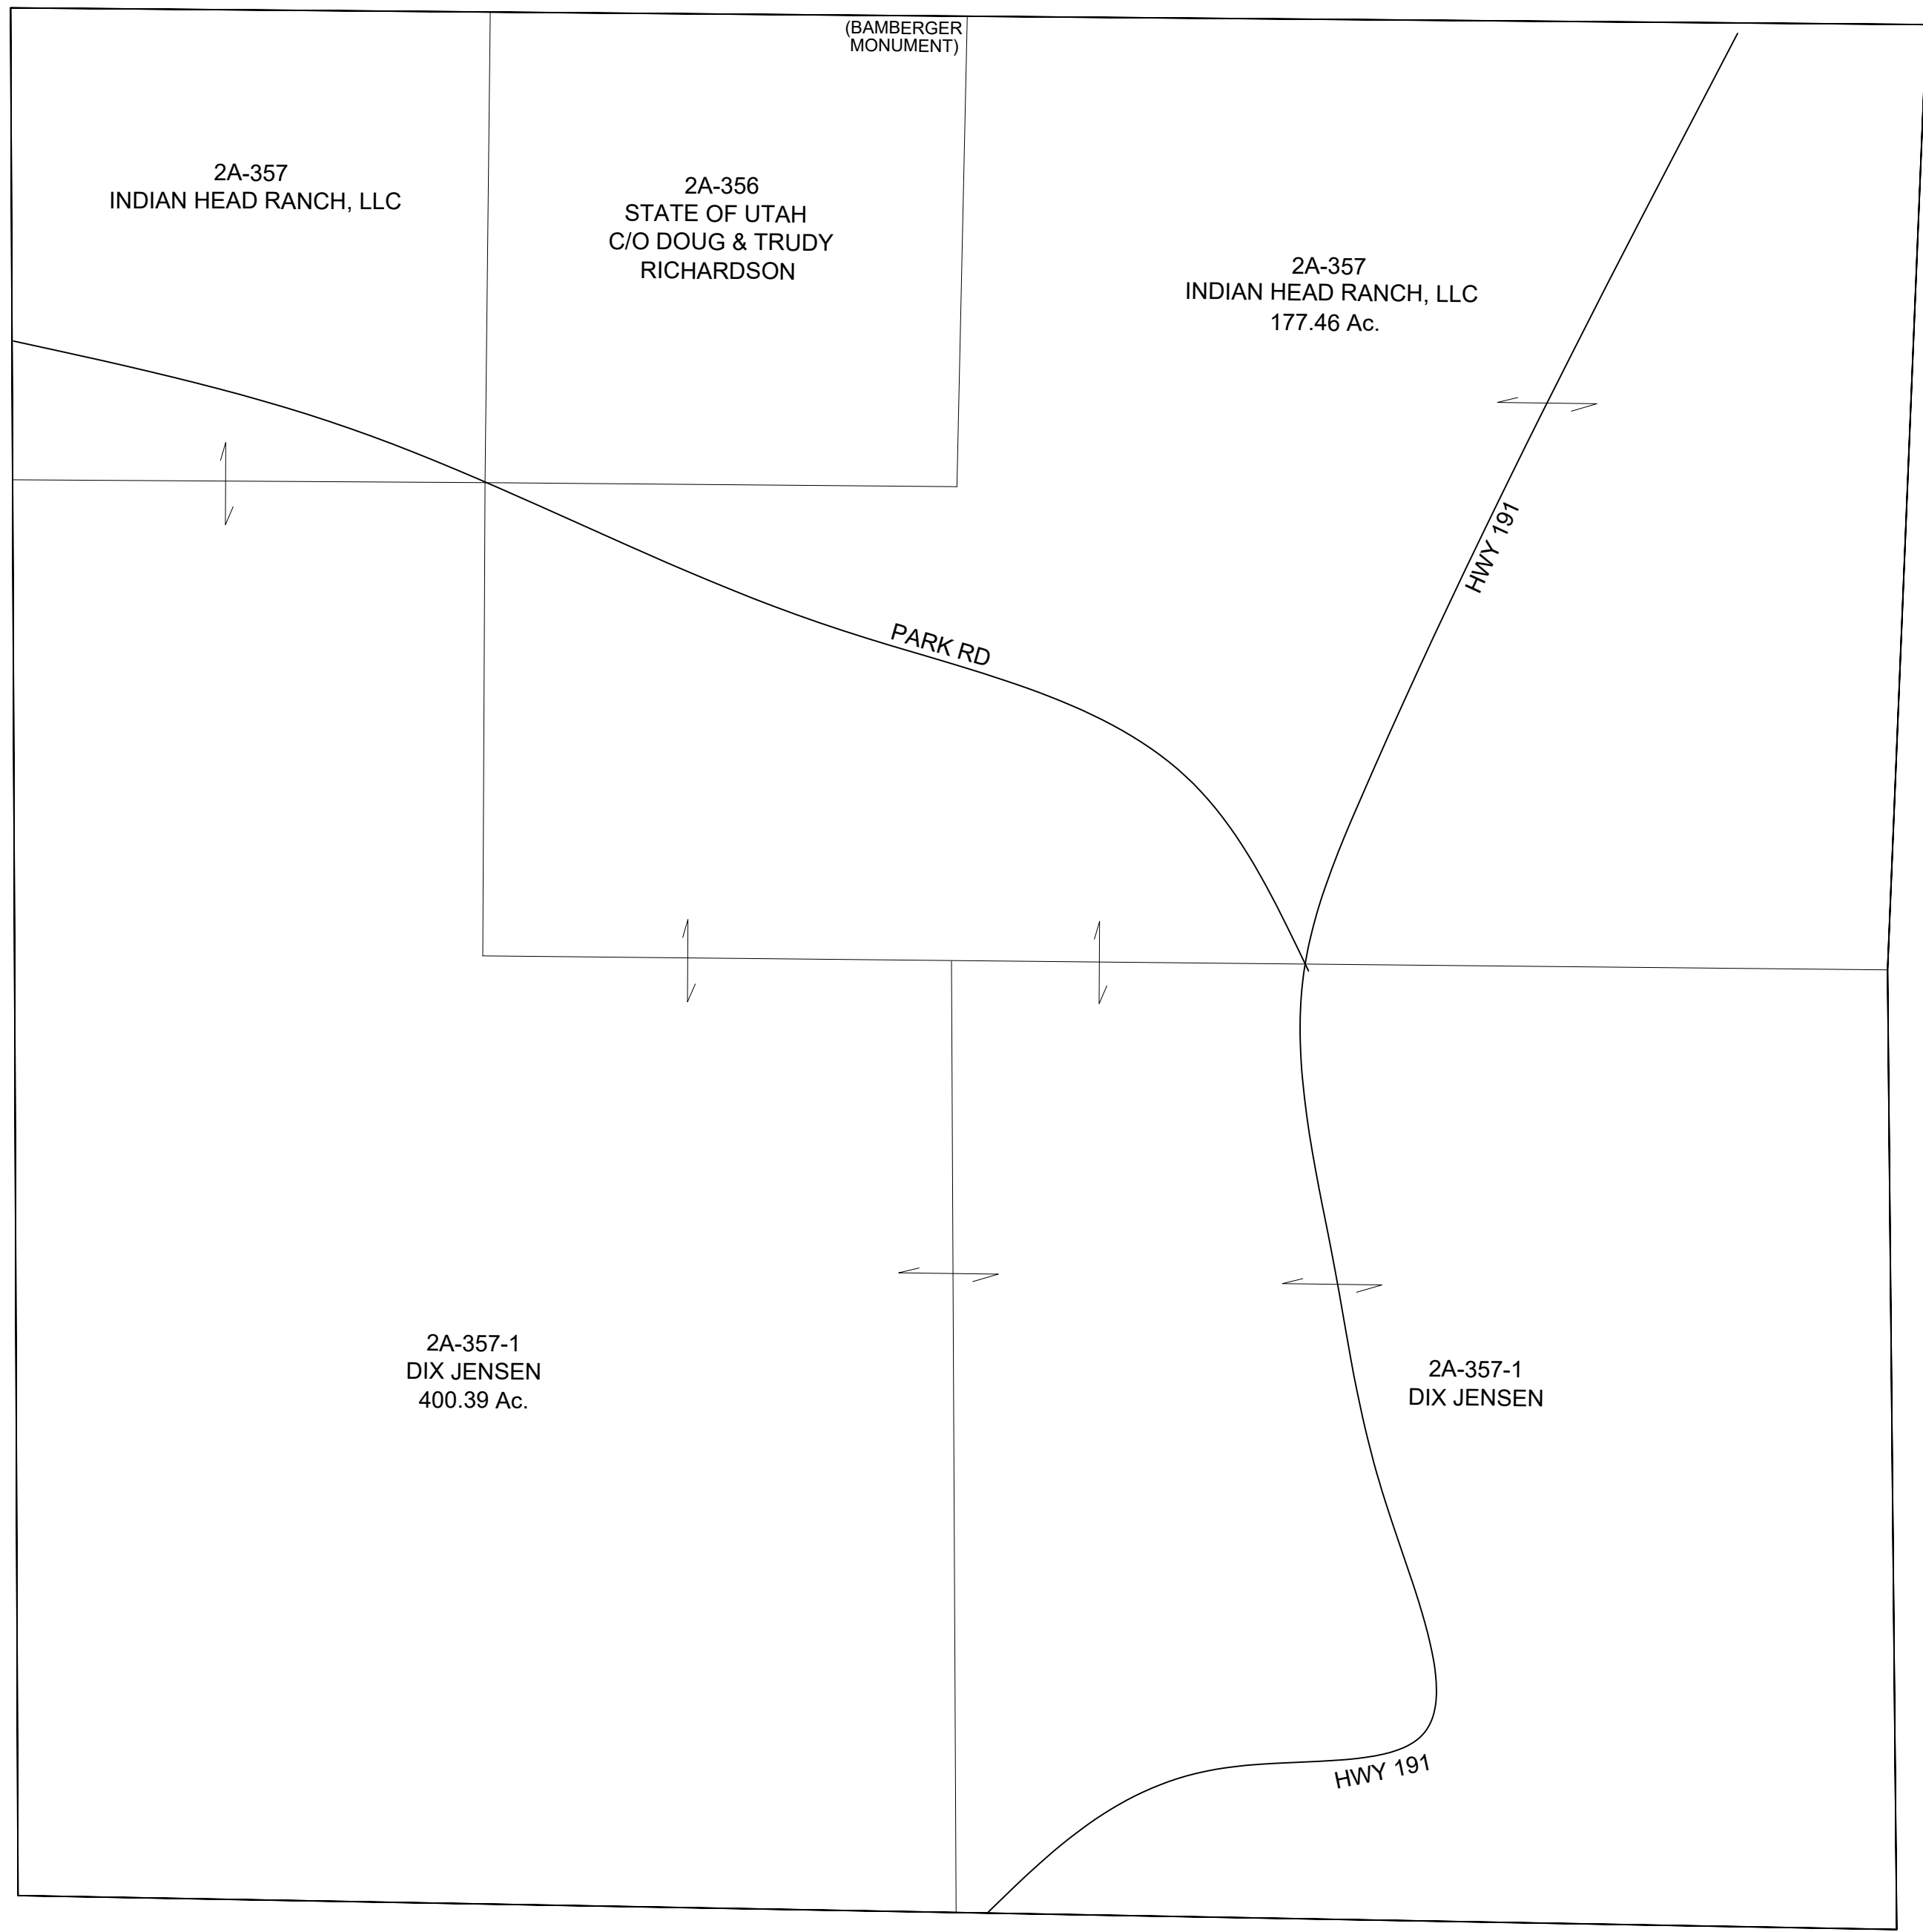 (BAMBERGER
MONUMENT)
2A-357
INDIAN HEAD RANCH, LLC
2A-356
STATE OF UTAH
C/O DOUG & TRUDY
RICHARDSON
2A-357
INDIAN HEAD RANCH, LLC
177.46 Ac.
HWY 191
PARK RD
2A-357-1
DIX JENSEN
400.39 Ac.
2A-357-1
DIX JENSEN
HWY 191